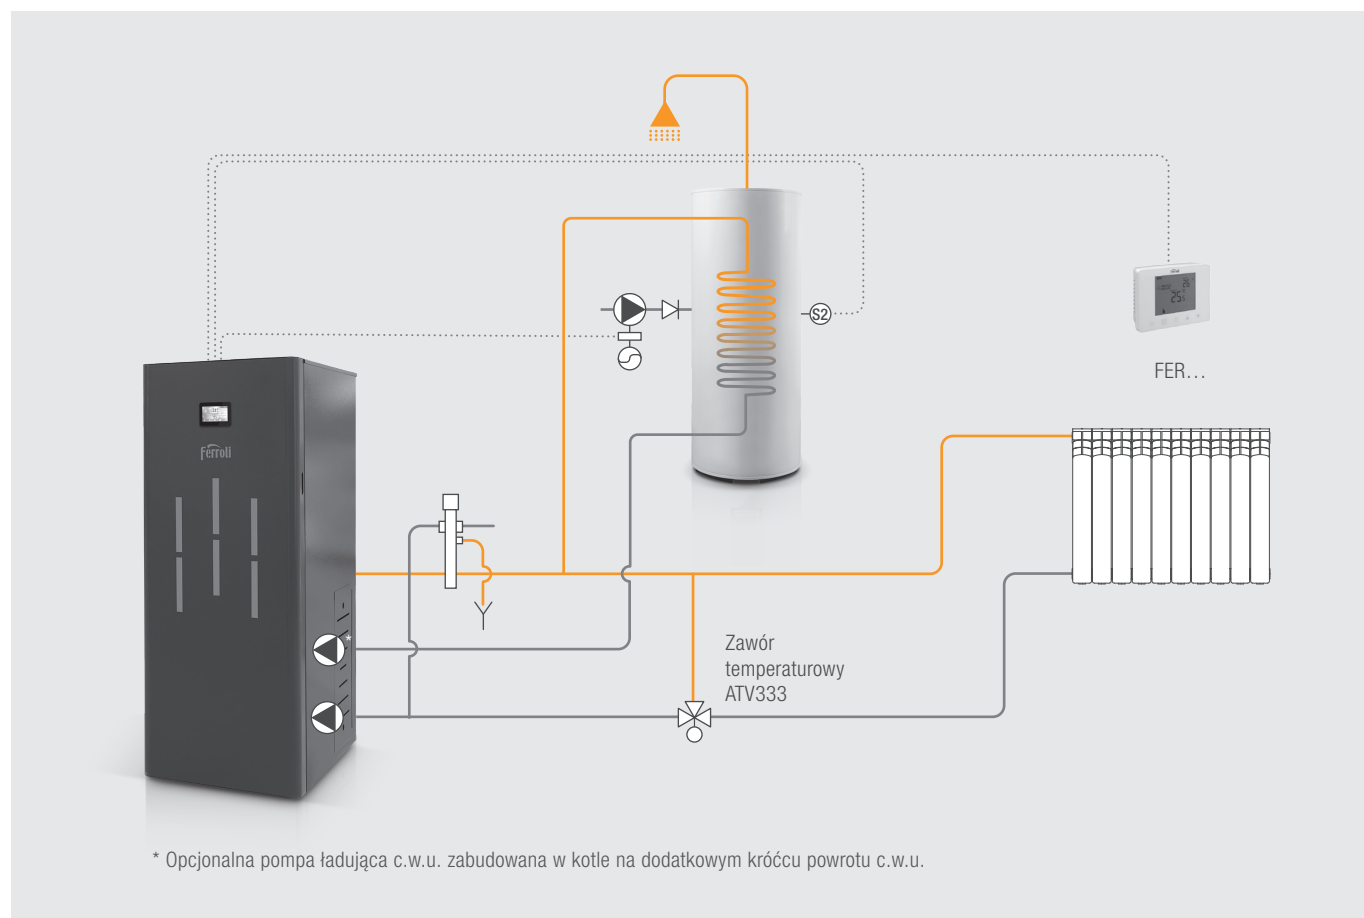 S2
FER…
Ferroli
Zawór
temperaturowy
ATV333
*
* Opcjonalna pompa ładująca c.w.u. zabudowana w kotle na dodatkowym króćcu powrotu c.w.u.